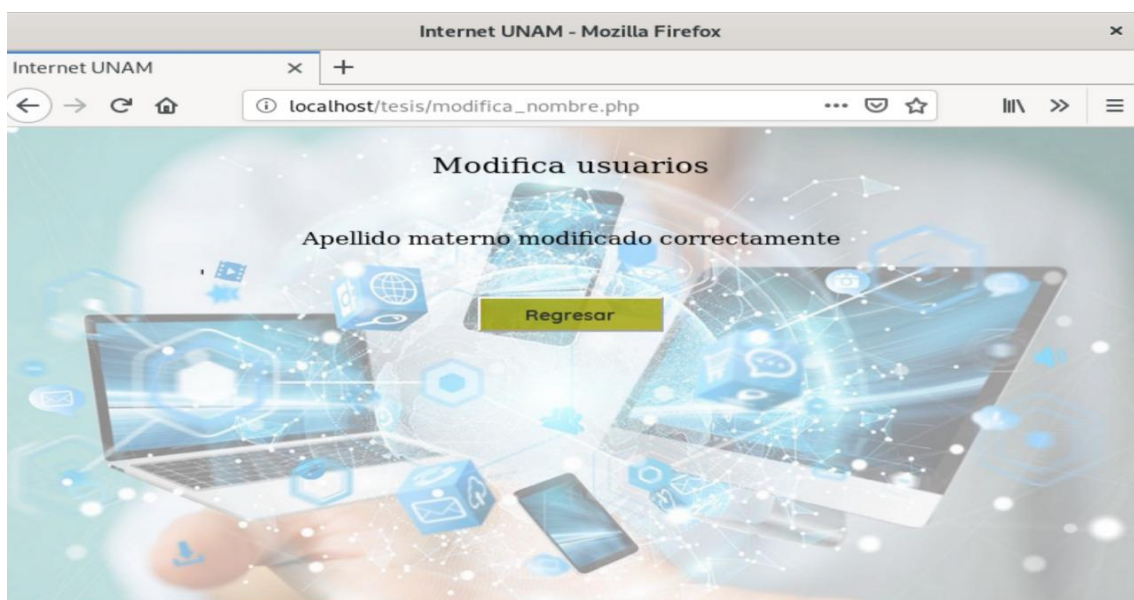 Internet UNAM - Mozilla Firefox
Internet UNAM
localhost/tesis/modifica_nombre.php
Modifica usuarios
Apellido materno modificado correctamente
Regresar